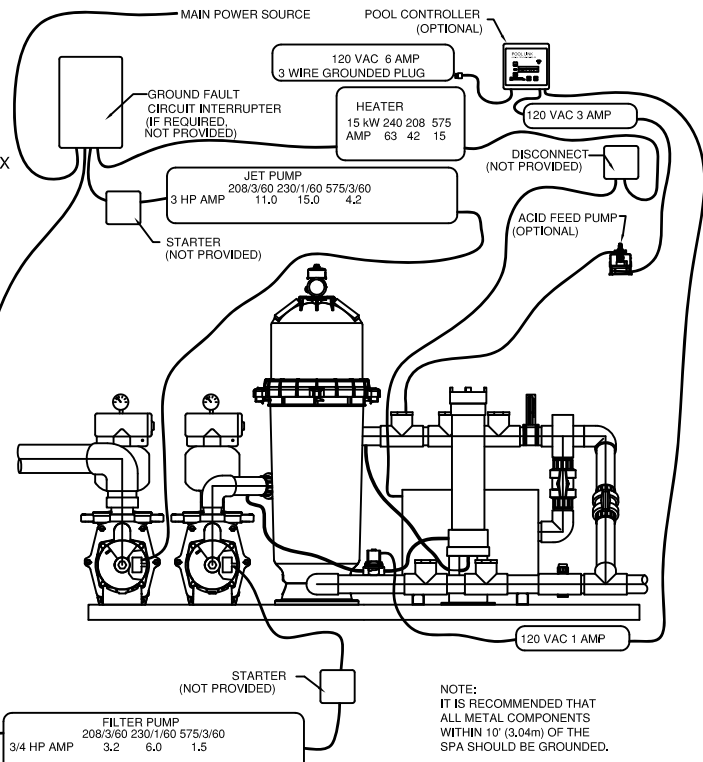 MAIN POWER SOURCE
POOL CONTROLLER
(OPTIONAL)
POOL LINK
120 VAC 6 AMP
3 WIRE GROUNDED PLUG
GROUND FAULT
CIRCUIT INTERRUPTER
(IF REQUIRED,
NOT PROVIDED)
HEATER
15 kW 240 208 575
AMP 63 42 15
120 VAC 3 AMP
X
DISCONNECT
(NOT PROVIDED)
JET PUMP
208/3/60 230/1/60 575/3/60
3 HP AMP 11.0 15.0 4.2
ACID FEED PUMP
(OPTIONAL)
STARTER
(NOT PROVIDED)
120 VAC 1 AMP
STARTER
(NOT PROVIDED)
FILTER PUMP
208/3/60 230/1/60 575/3/60
3/4 HP AMP 3.2 6.0 1.5
NOTE:
IT IS RECOMMENDED THAT
ALL METAL COMPONENTS
WITHIN 10' (3.04m) OF THE
SPA SHOULD BE GROUNDED.